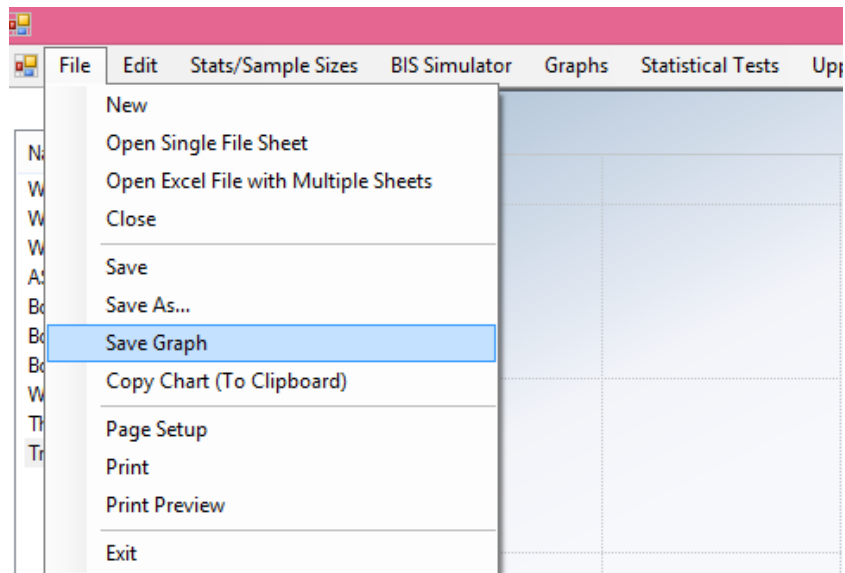 File Edit Stats/Sample Sizes BIS Simulator Graphs Statistical Tests
New
Open Single File Sheet
Open Excel File with Multiple Sheets
Close
Save
Save As...
Save Graph
Copy Chart (To Clipboard)
Page Setup
Print
Print Preview
Exit